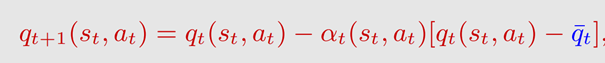 q_{t+1}(s_t, a_t) = q_t(s_t, a_t) − α_t(s_t, a_t)[q_t(s_t, a_t) − q̄_t],